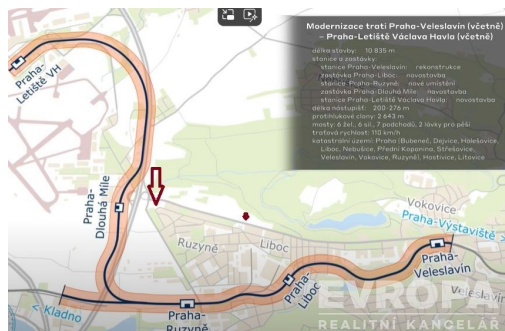 Modernizace trati Praha-Veleslavín (včetně)
– Praha-Letiště Václava Havla (včetně)
délka stavby: 10 835 m
stanice a zastávky:
stanice Praha-Veleslavín: rekonstrukce
zastávka Praha-Liboc: novostavba
stanice Praha-Ruzyně: nové umístění
zastávka Praha-Dlouhá Míle: novostavba
stanice Praha-Letiště Václava Havla: novostavba
délka nástupišť: 200-276 m
protihlukové clony: 2 643 m
mosty: 6 žel., 6 sil., 7 podchodů, 2 lávky pro pěší
traťová rychlost: 110 km/h
katastrální území: Praha (Bubeneč, Dejvice, Holešovice,
Liboc, Nebušice, Přední Kopanina, Střešovice,
Veleslavín, Vokovice, Ruzyně), Hostivice, Litovice
Praha-
Letiště VH
Praha-
Dlouhá Míle
Vokovice
Praha-Výstaviště >
Ruzyně
Liboc
Praha-
Veleslavín
Veleslavín
Praha-
Liboc
< Kladno
Praha-
Ruzyně
EVROPA
REALITNÍ KANCELÁŘ